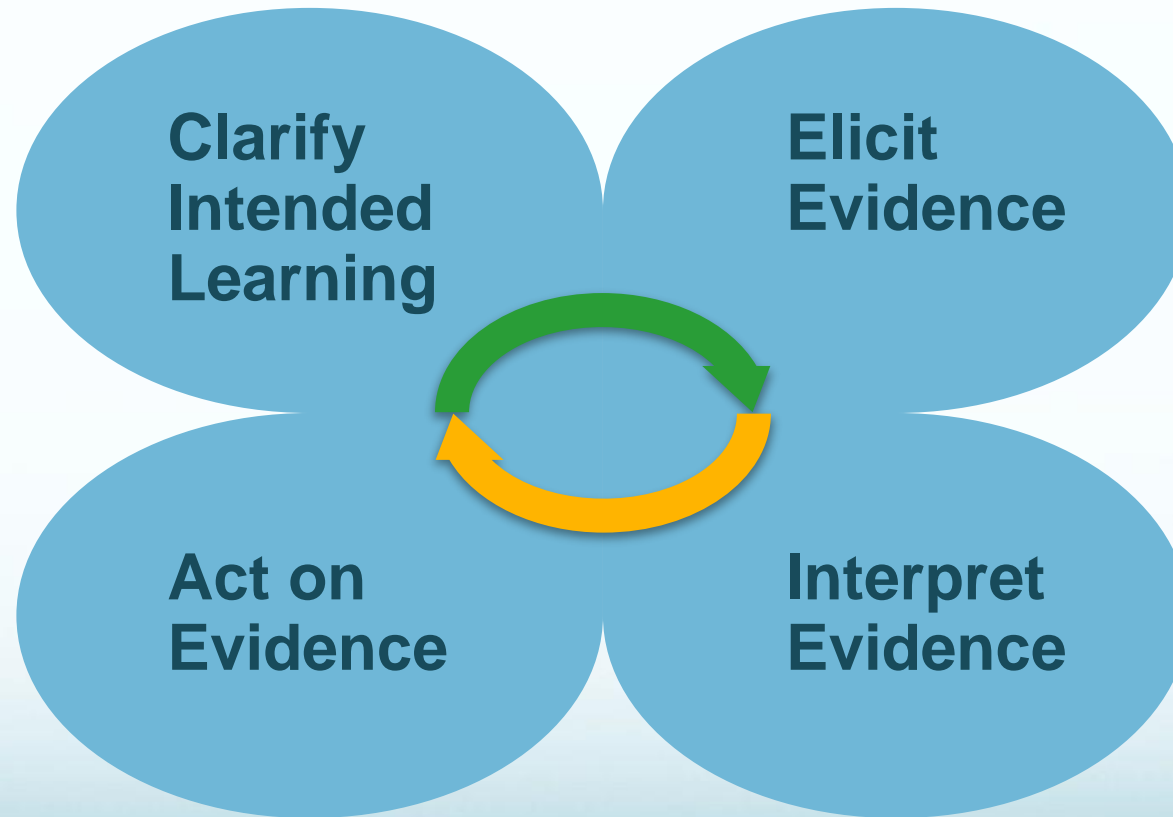 Clarify
Intended
Learning
Elicit
Evidence
Act on
Evidence
Interpret
Evidence